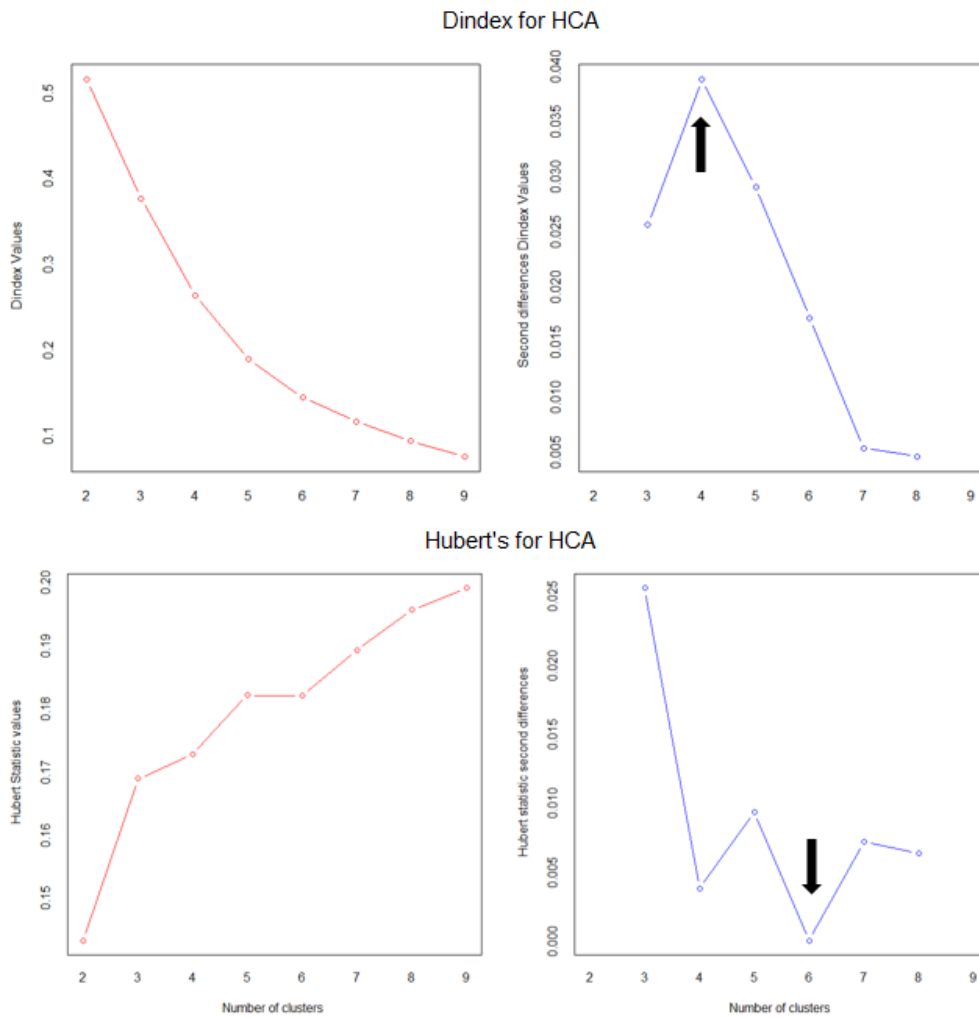 Dindex for HCA
Dindex Values
0.5
0.4
0.3
0.2
0.1
2 3 4 5 6 7 8 9
Second differences Dindex Values
0.040
0.035
0.030
0.025
0.020
0.015
0.010
0.005
2 3 4 5 6 7 8 9
Hubert's for HCA
Hubert Statistic values
0.20
0.19
0.18
0.17
0.16
0.15
2 3 4 5 6 7 8 9
Number of clusters
Hubert statistic second differences
0.025
0.020
0.015
0.010
0.005
0.000
2 3 4 5 6 7 8 9
Number of clusters